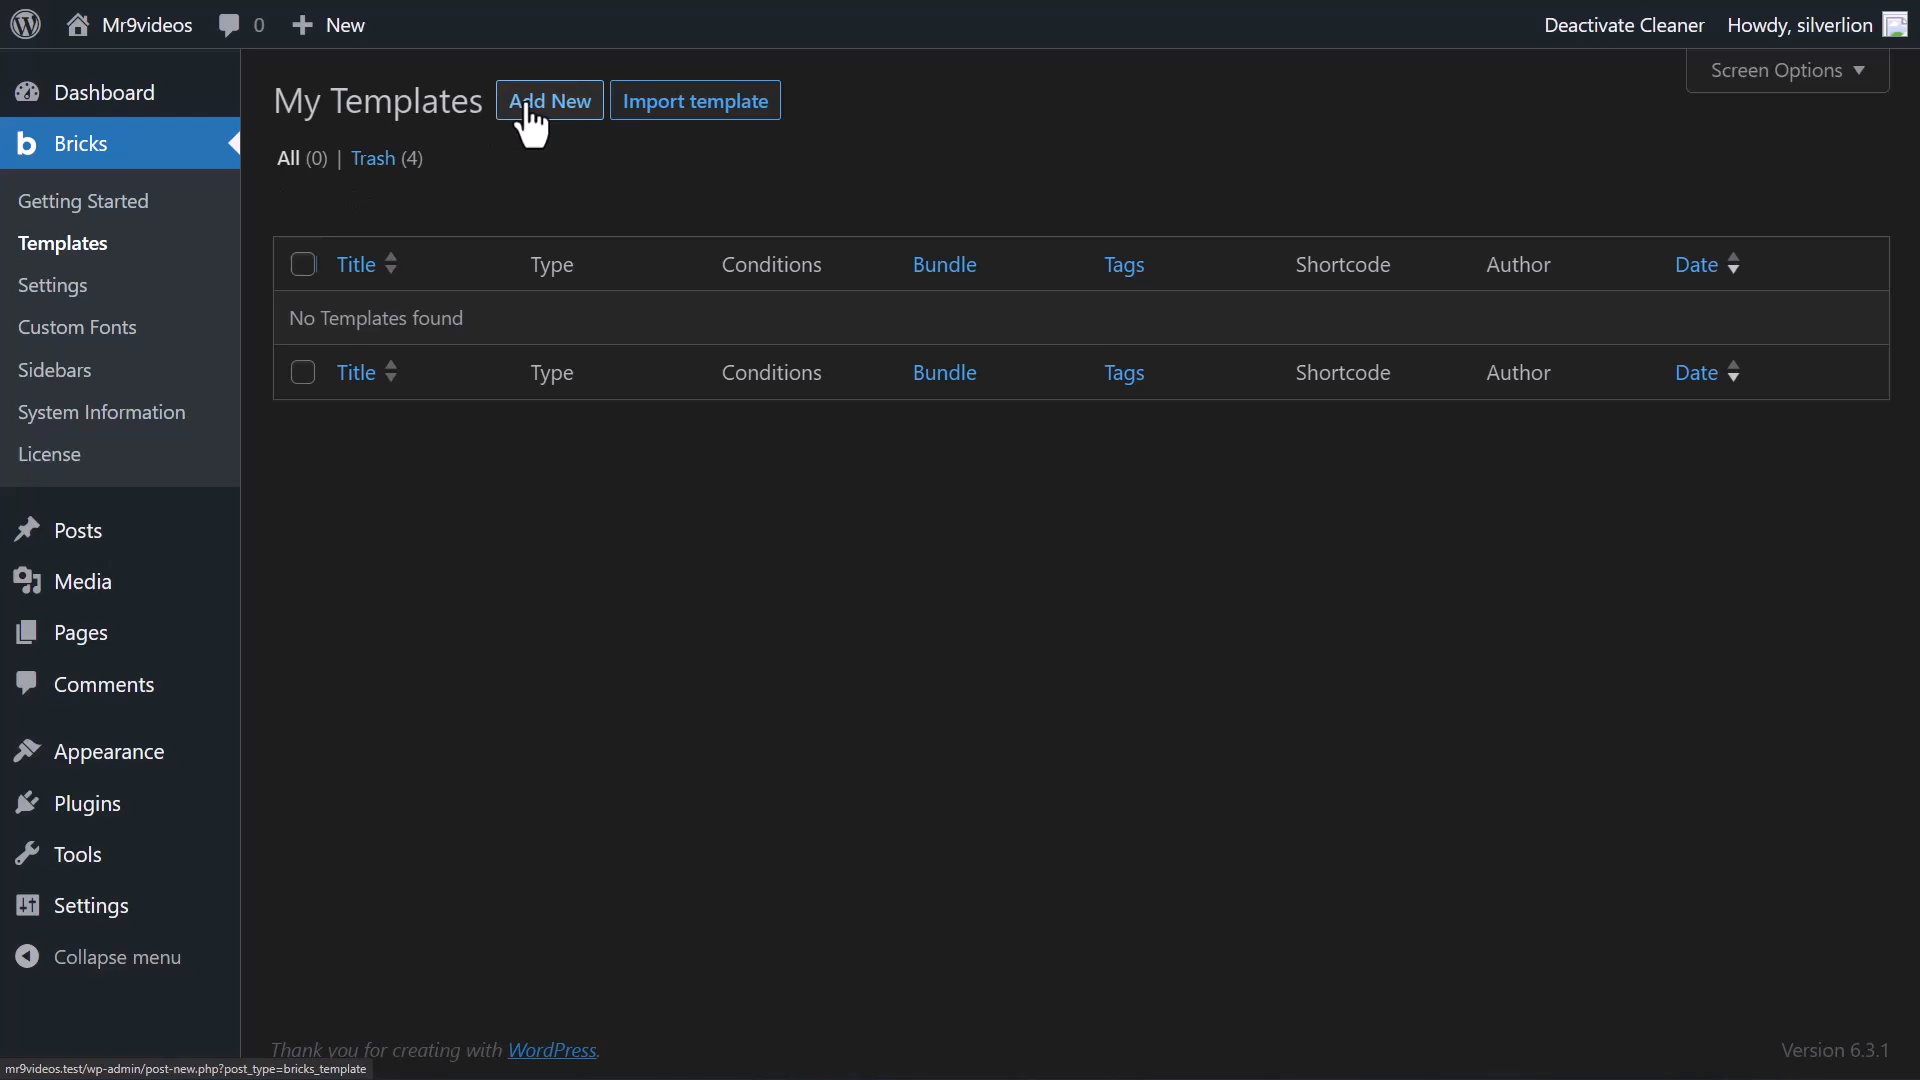 Mr9videos 0 New Deactivate Cleaner Howdy, silverlion
Screen Options
Dashboard
Bricks
Getting Started
Templates
Settings
Custom Fonts
Sidebars
System Information
License
Posts
Media
Pages
Comments
Appearance
Plugins
Tools
Settings
Collapse menu
My Templates Add New Import template
All (0) | Trash (4)
Title Type Conditions Bundle Tags Shortcode Author Date
No Templates found
Title Type Conditions Bundle Tags Shortcode Author Date
Thank you for creating with WordPress. Version 6.3.1
mr9videos.test/wp-admin/post-new.php?post_type=bricks_template